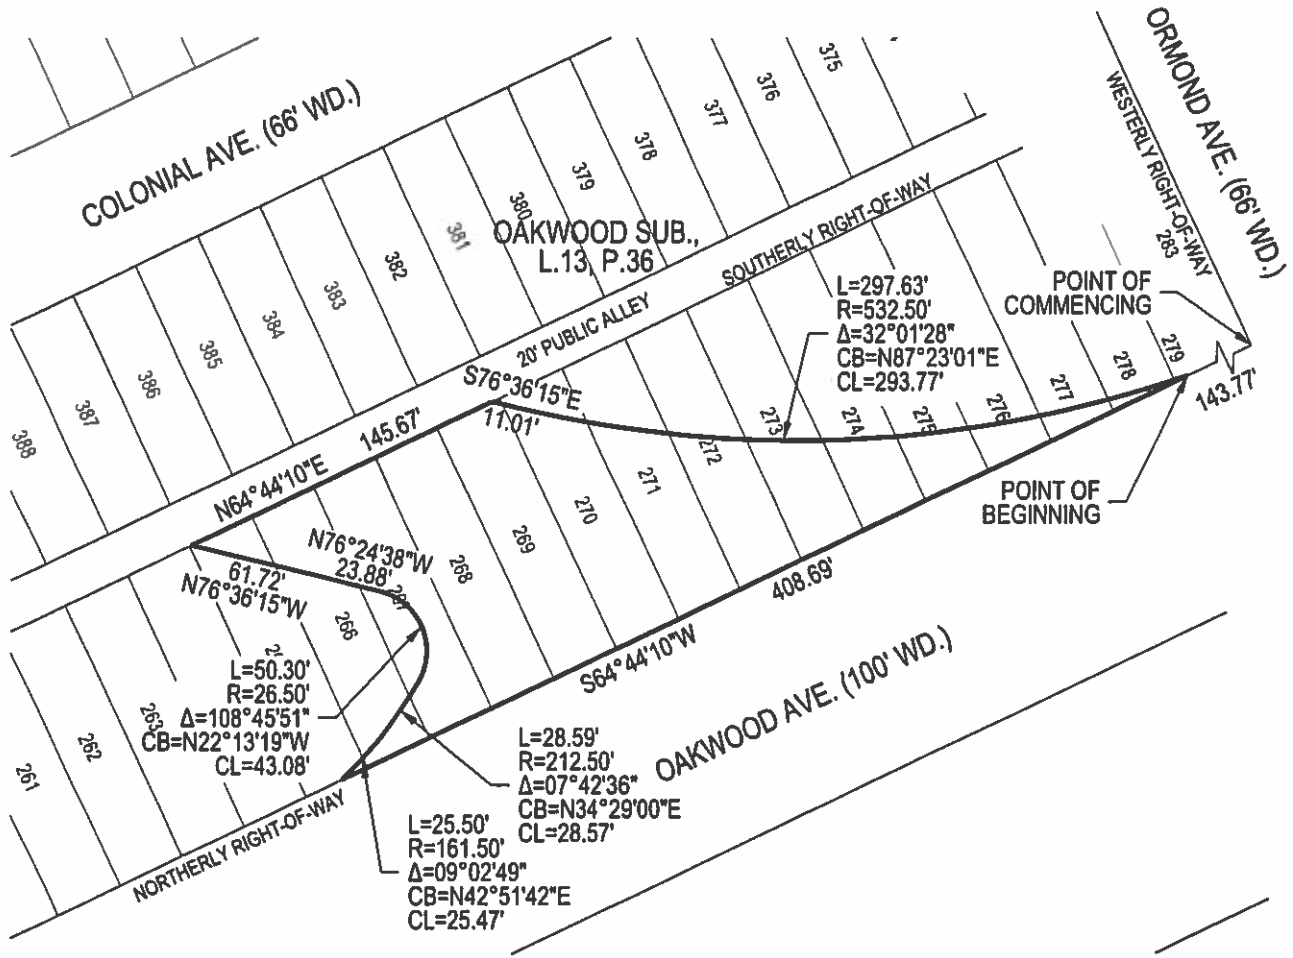 COLONIAL AVE. (66' WD.)
ORMOND AVE. (66' WD.)
WESTERLY RIGHT-OF-WAY
283
375
376
377
378
379
380
381
382
383
384
385
386
387
388
OAKWOOD SUB.,
L.13, P.36
SOUTHERLY RIGHT-OF-WAY
20' PUBLIC ALLEY
POINT OF
COMMENCING
L=297.63'
R=532.50'
Δ=32°01'28"
CB=N87°23'01"E
CL=293.77'
S76°36'15"E
11.01'
145.67'
N64°44'10"E
143.77'
279
278
277
276
275
274
273
272
271
270
269
268
266
263
262
261
POINT OF
BEGINNING
N76°24'38"W
23.88'
61.72'
N76°36'15"W
408.69'
S64°44'10"W
L=50.30'
R=26.50'
Δ=108°45'51"
CB=N22°13'19"W
CL=43.08'
L=28.59'
R=212.50'
Δ=07°42'36"
CB=N34°29'00"E
CL=28.57'
L=25.50'
R=161.50'
Δ=09°02'49"
CB=N42°51'42"E
CL=25.47'
NORTHERLY RIGHT-OF-WAY
OAKWOOD AVE. (100' WD.)